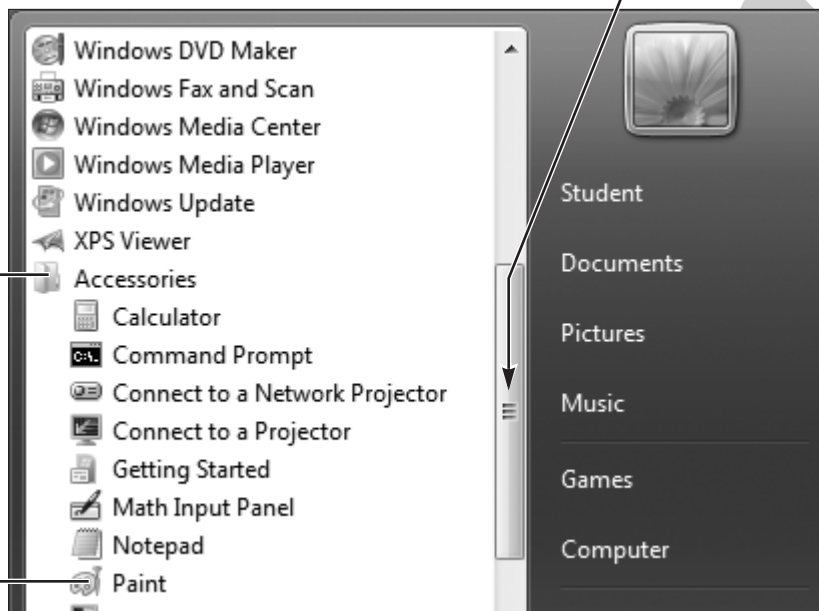 Windows DVD Maker
Windows Fax and Scan
Windows Media Center
Windows Media Player
Windows Update
XPS Viewer
Accessories
Calculator
C:\.
Command Prompt
Connect to a Network Projector
Connect to a Projector
Getting Started
Math Input Panel
Notepad
Paint
Student
Documents
Pictures
Music
Games
Computer